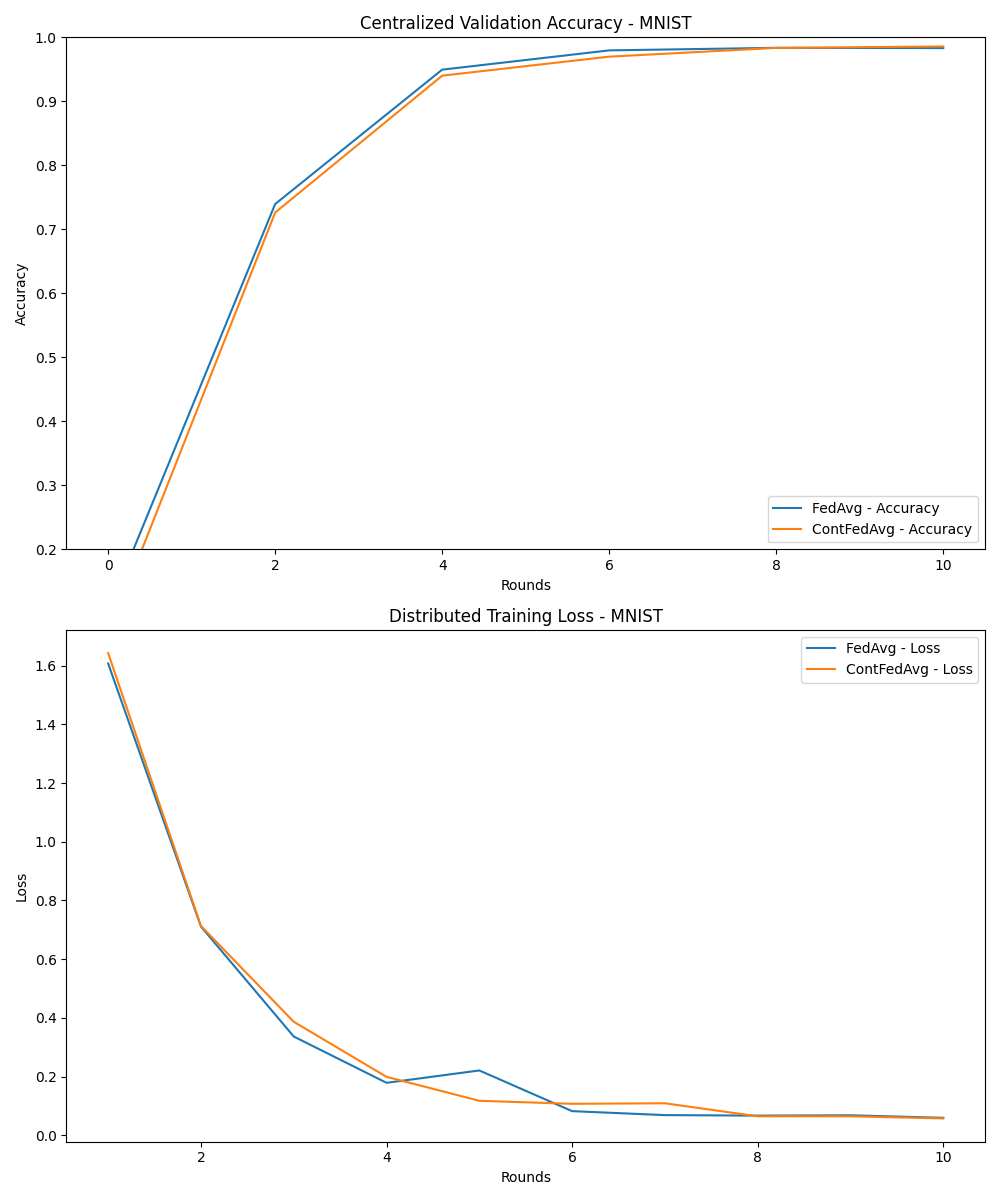 Centralized Validation Accuracy - MNIST
1.0
0.9
0.8
0.7
0.6
0.5
0.4
0.3
0.2
Accuracy
FedAvg - Accuracy
ContFedAvg - Accuracy
0 2 4 6 8 10
Rounds
Distributed Training Loss - MNIST
FedAvg - Loss
ContFedAvg - Loss
1.6
1.4
1.2
1.0
0.8
0.6
0.4
0.2
0.0
Loss
2 4 6 8 10
Rounds